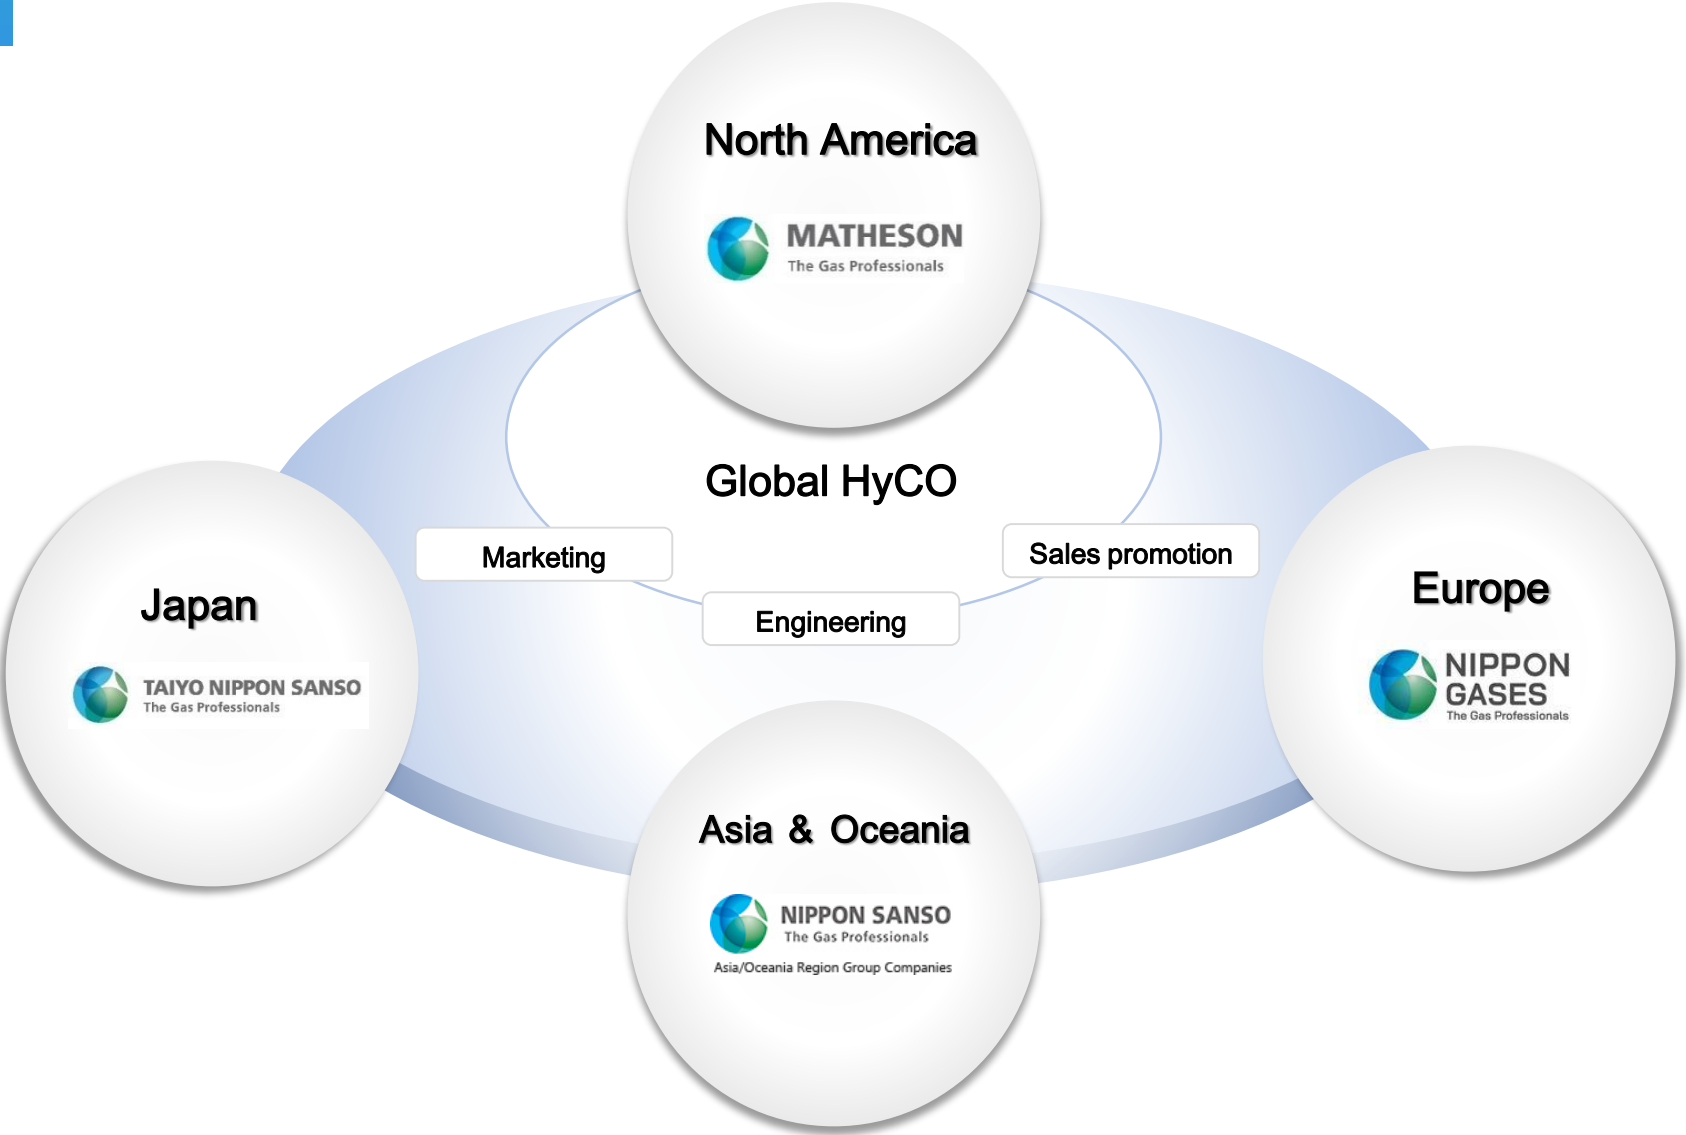 North America
MATHESON
The Gas Professionals
Global HyCO
Marketing
Sales promotion
Engineering
Japan
TAIYO NIPPON SANSO
The Gas Professionals
Europe
NIPPON
GASES
The Gas Professionals
Asia & Oceania
NIPPON SANSO
The Gas Professionals
Asia/Oceania Region Group Companies